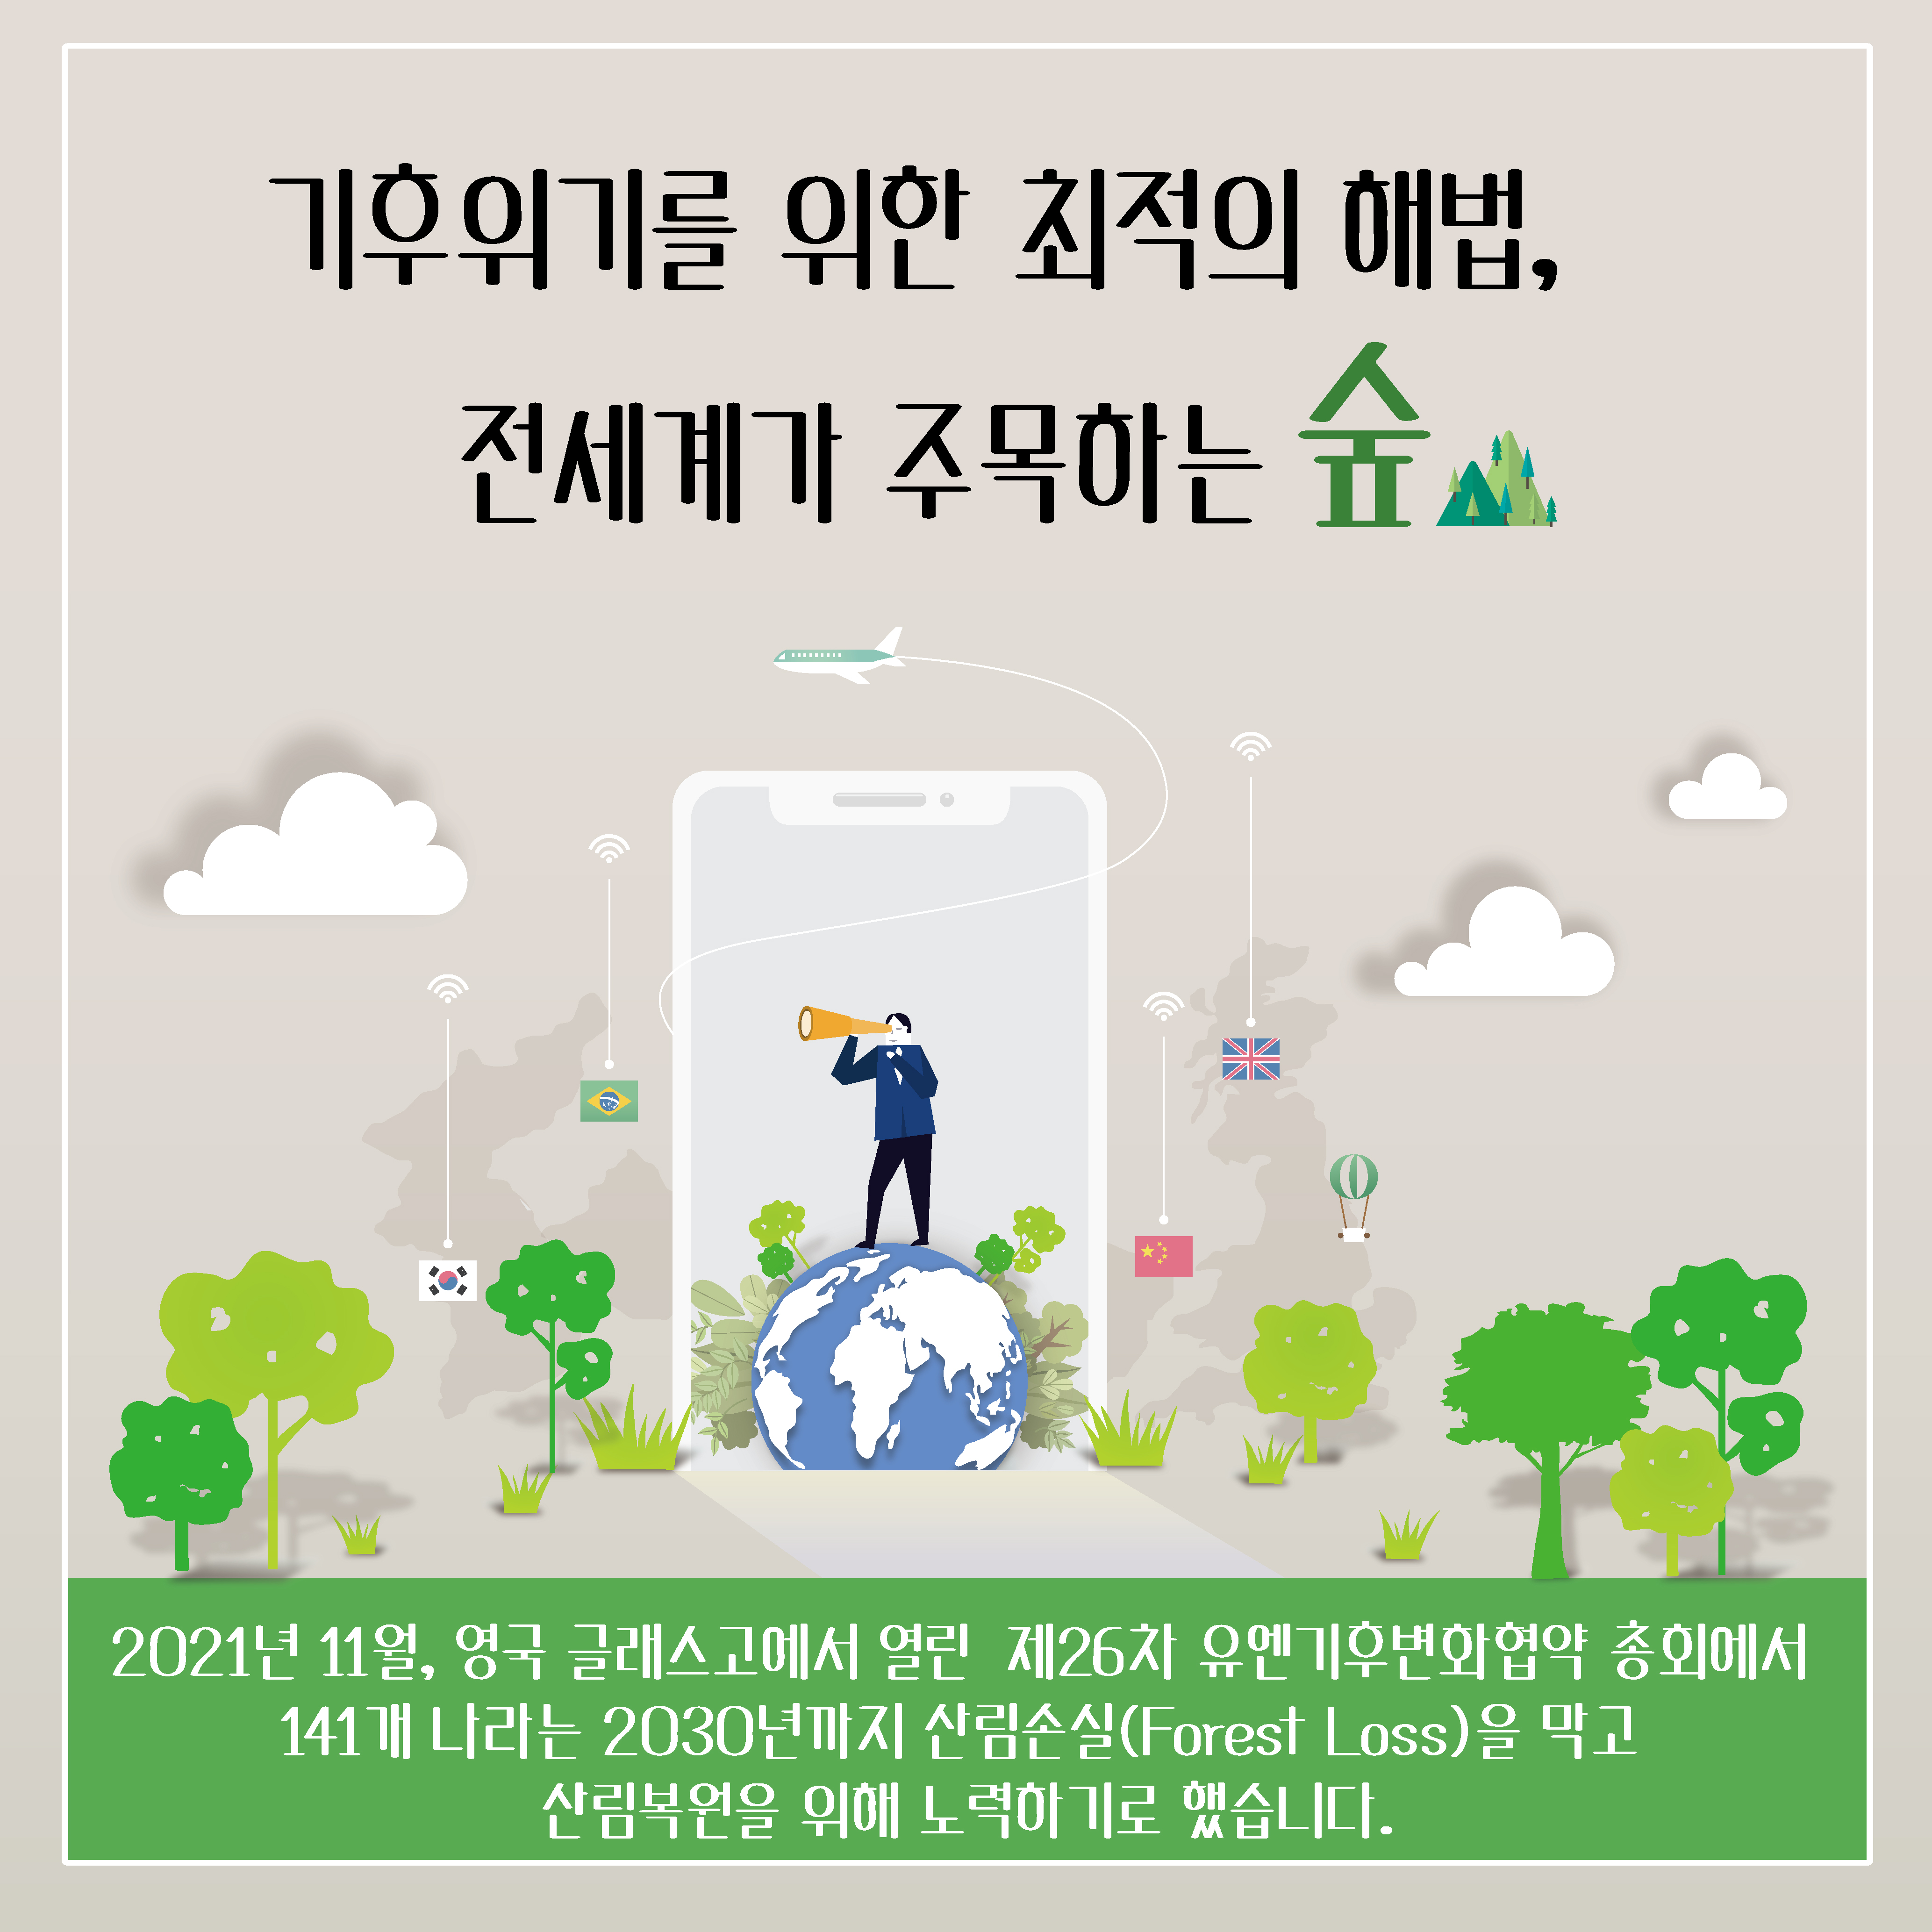 기후위기를 위한 최적의 해법,
전세계가 주목하는 숲
2021년 11월, 영국 글래스고에서 열린 제26차 유엔기후변화협약 총회에서
141개 나라는 2030년까지 산림손실(Forest Loss)을 막고
산림복원을 위해 노력하기로 했습니다.